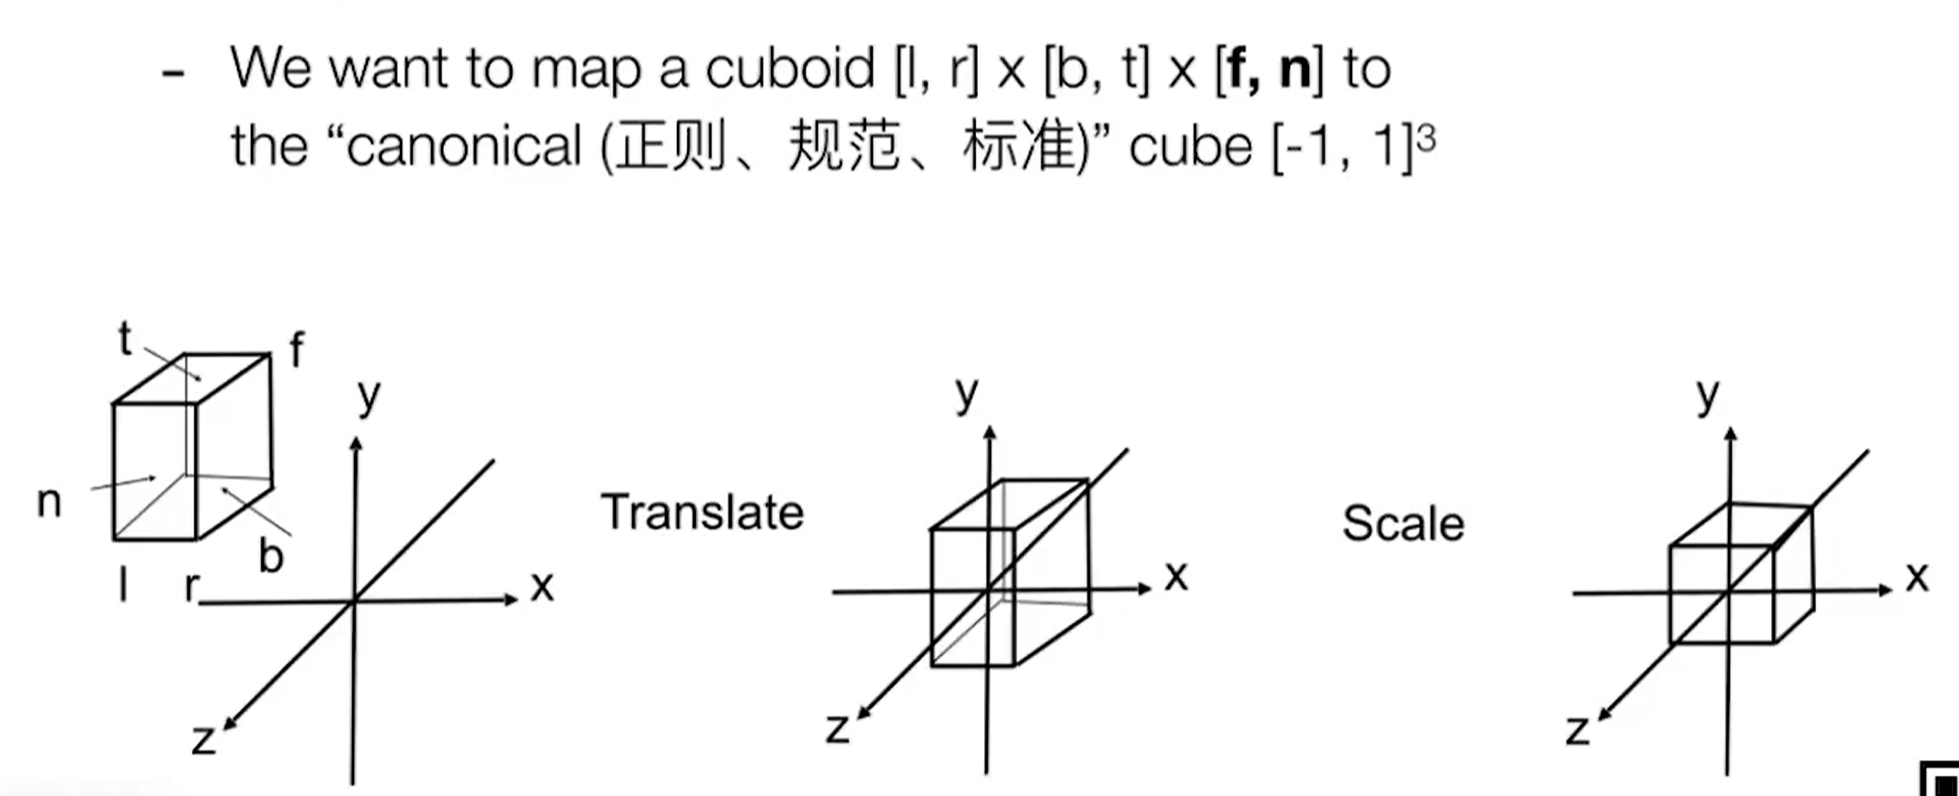 - We want to map a cuboid [l, r] x [b, t] x [f, n] to
the “canonical (正则、规范、标准)” cube [-1, 1]³
t
f
n
l
r
b
y
x
z
Translate
y
x
z
Scale
y
x
z